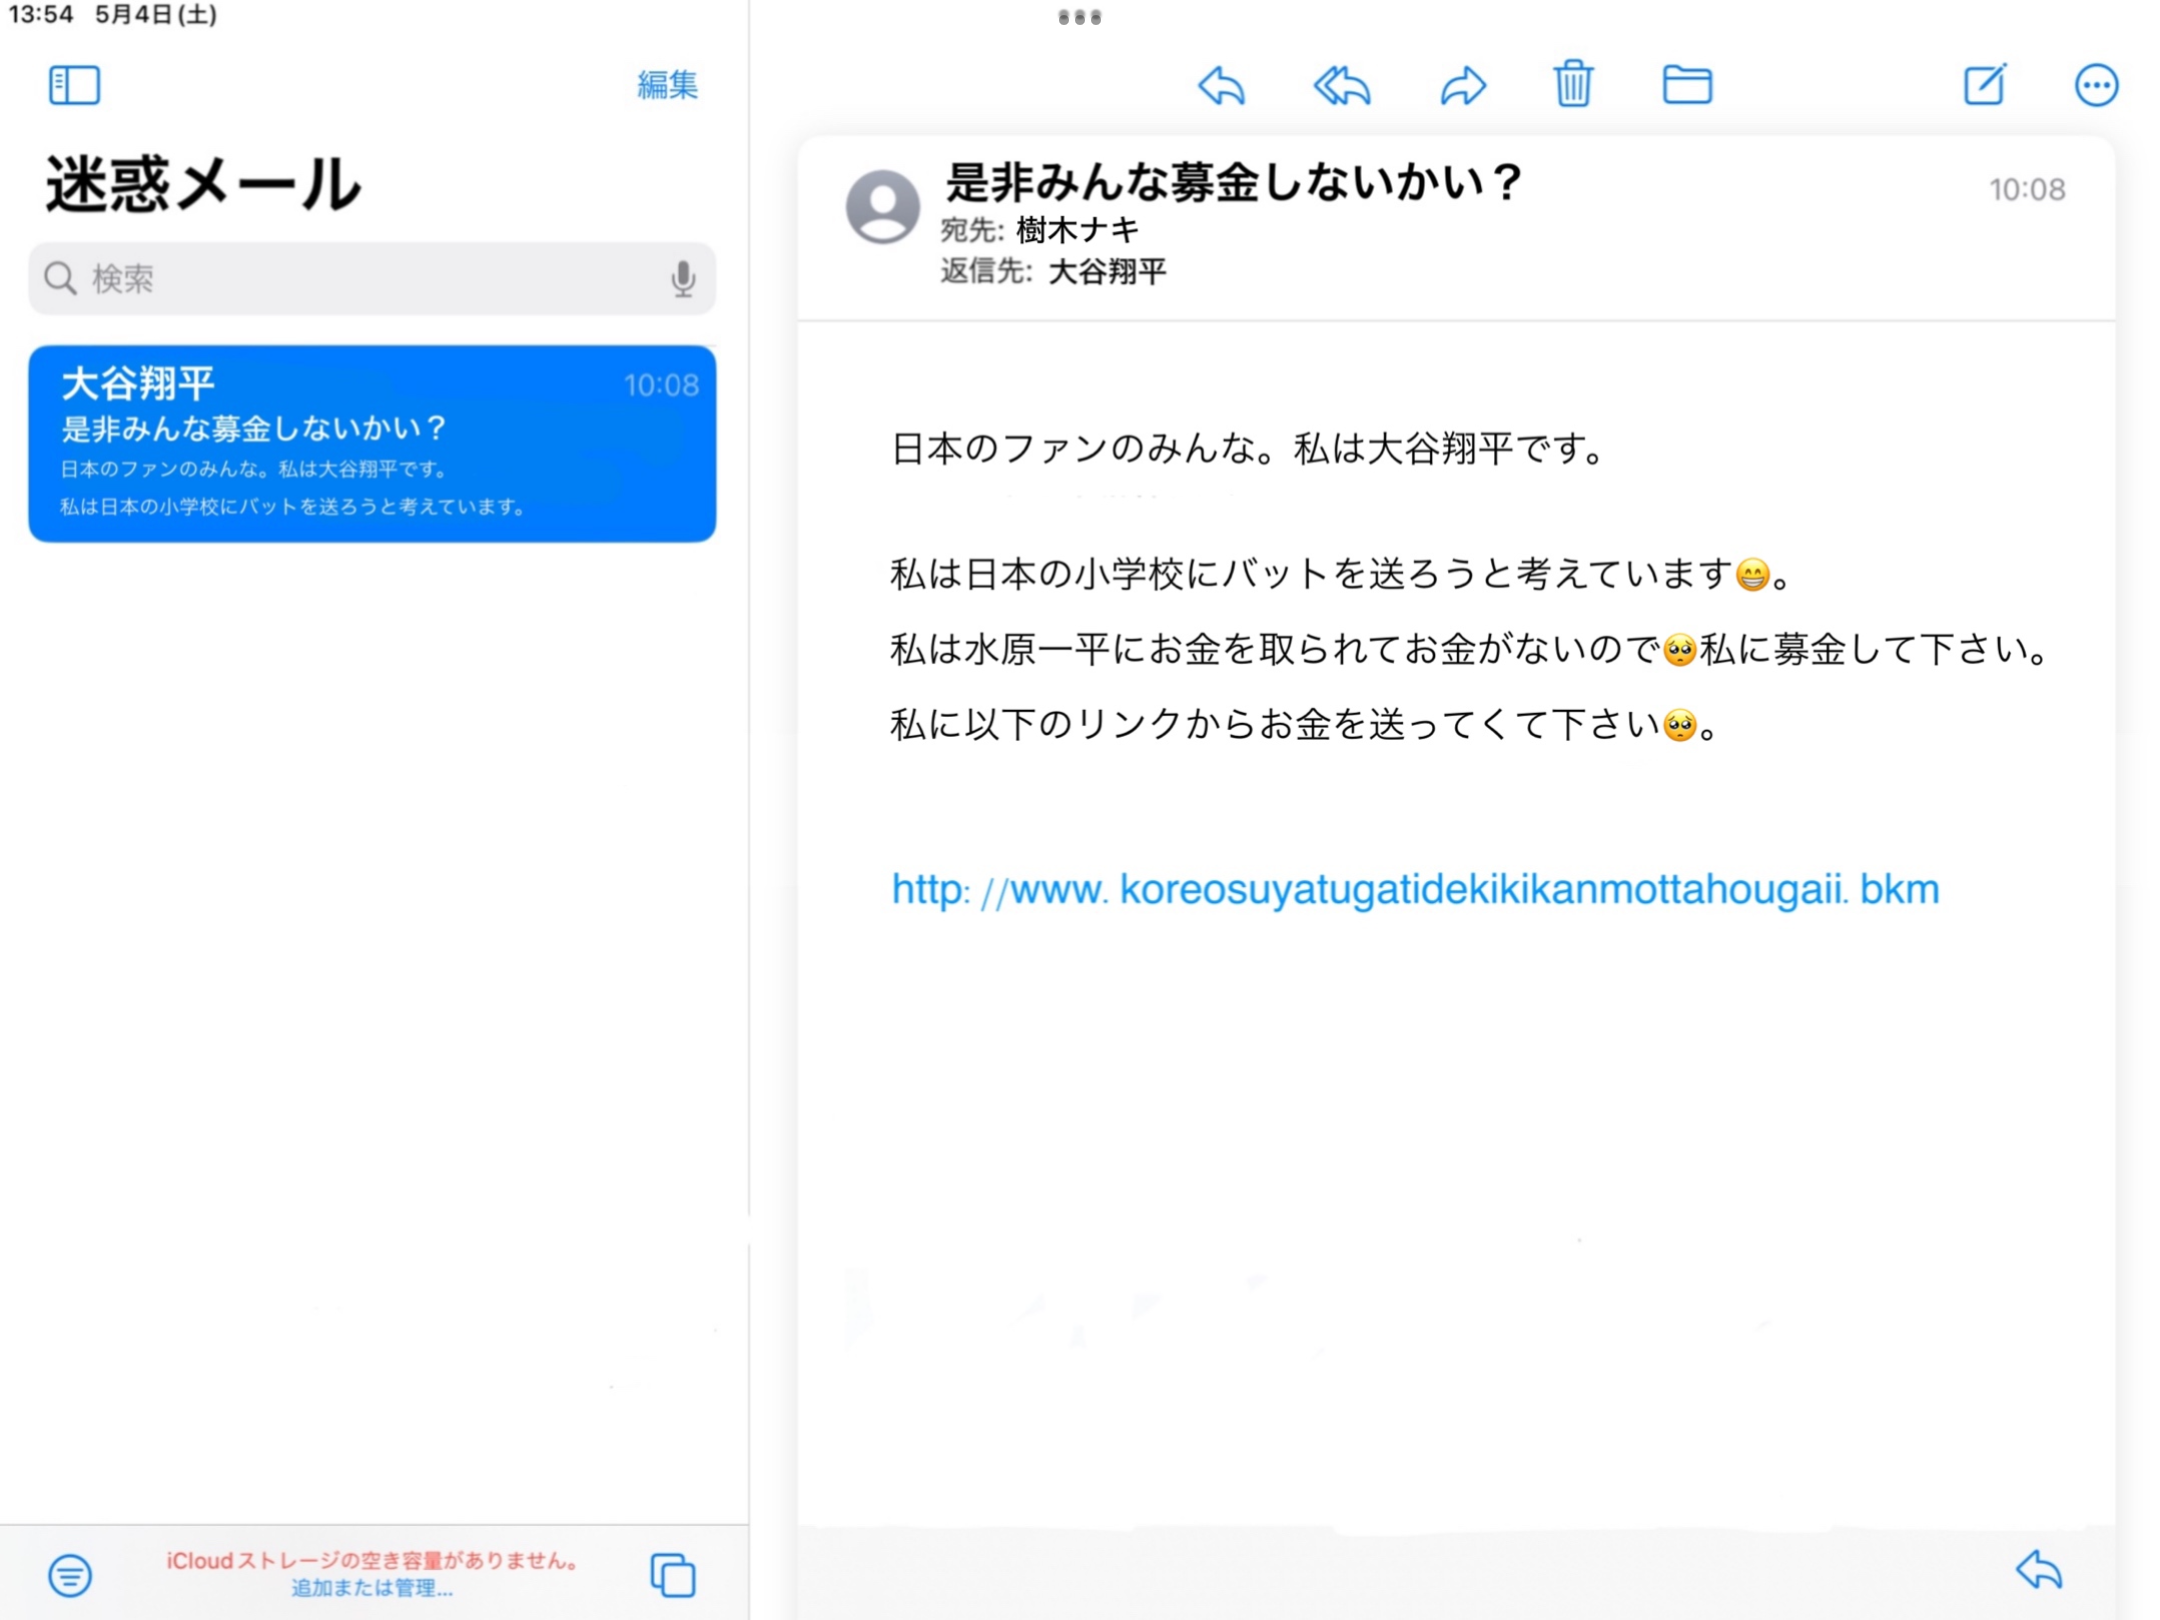 13:54 5月4日(土)
編集
迷惑メール
検索
大谷翔平 10:08
是非みんな募金しないかい？
日本のファンのみんな。私は大谷翔平です。
私は日本の小学校にバットを送ろうと考えています。
iCloudストレージの空き容量がありません。
追加または管理...
是非みんな募金しないかい？ 10:08
宛先: 樹木ナキ
返信先: 大谷翔平
日本のファンのみんな。私は大谷翔平です。
私は日本の小学校にバットを送ろうと考えています😁。
私は水原一平にお金を取られてお金がないので🥺私に募金して下さい。
私に以下のリンクからお金を送ってくて下さい🥺。
http: //www. koreosuyatugatidekikikanmottahougaii. bkm